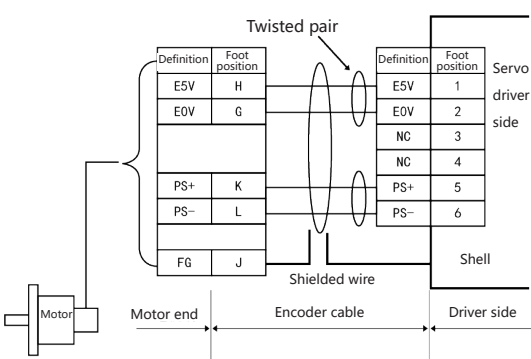 Twisted pair
Definition Foot position
E5V H
E0V G
PS+ K
PS- L
FG J
Definition Foot position
E5V 1
E0V 2
NC 3
NC 4
PS+ 5
PS- 6
Servo
driver
side
Shell
Shielded wire
Motor
Motor end
Encoder cable
Driver side